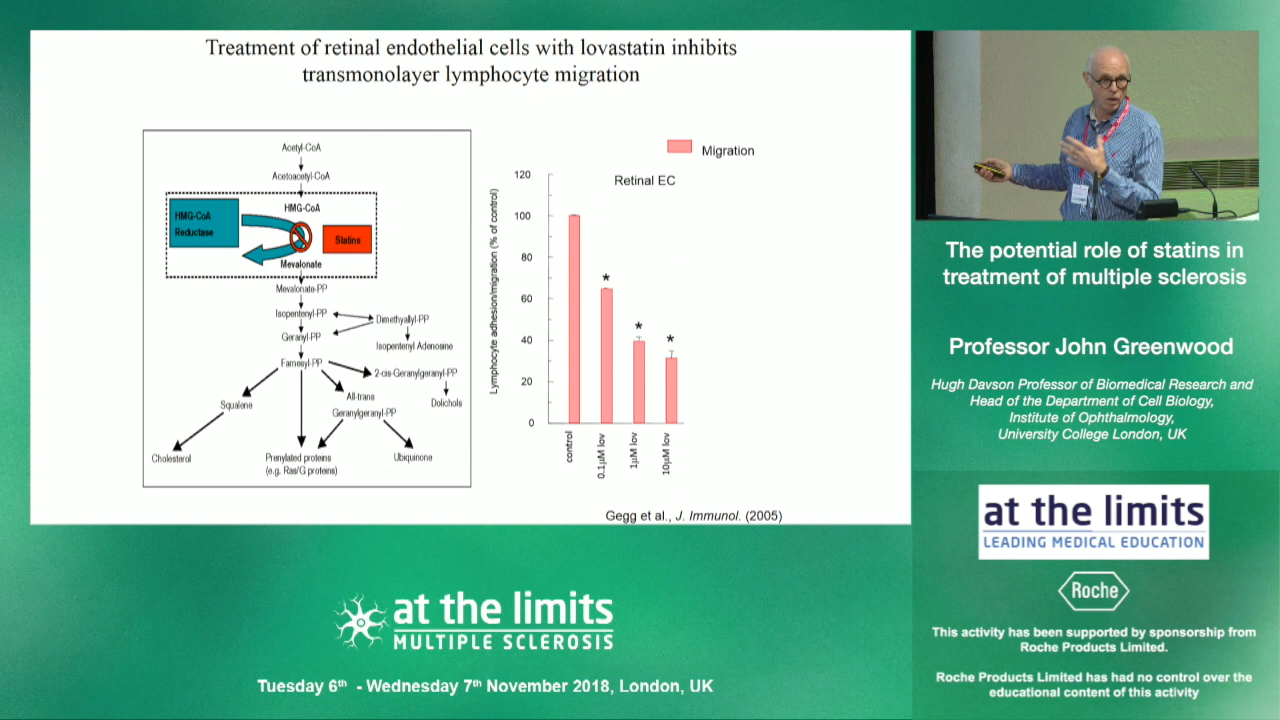 Treatment of retinal endothelial cells with lovastatin inhibits
transmonolayer lymphocyte migration
Acetyl-CoA
Acetoacetyl-CoA
HMG-CoA
HMG-CoA
Reductase
Statins
Mevalonate
Mevalonate-PP
Isopentenyl-PP
Dimethyallyl-PP
Geranyl-PP
Isopentenyl Adenosine
Farnesyl-PP
2-cis-Geranylgeranyl-PP
Squalene
All-trans
Geranylgeranyl-PP
Dolichols
Cholesterol
Prenylated proteins
(e.g. Ras/G proteins)
Ubiquinone
Migration
Retinal EC
Lymphocyte adhesion/migration (% of control)
120
100
80
60
40
20
0
*
*
*
control
0.1µM lov
1µM lov
10µM lov
Gegg et al., J. Immunol. (2005)
The potential role of statins in
treatment of multiple sclerosis
Professor John Greenwood
Hugh Davson Professor of Biomedical Research and
Head of the Department of Cell Biology,
Institute of Ophthalmology,
University College London, UK
at the limits
LEADING MEDICAL EDUCATION
Roche
This activity has been supported by sponsorship from
Roche Products Limited.
Roche Products Limited has had no control over the
educational content of this activity
at the limits
MULTIPLE SCLEROSIS
Tuesday 6th - Wednesday 7th November 2018, London, UK